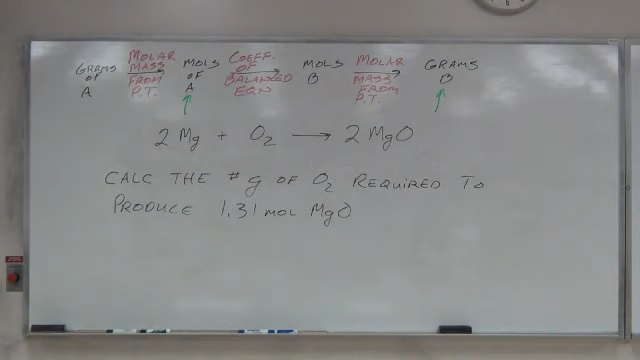 GRAMS OF A MOLAR MASS FROM P.T. → MOLS OF A COEFF. OF BALANCED EQN → MOLS B MOLAR MASS FROM P.T. → GRAMS B
2 Mg + O₂ → 2 MgO
CALC THE # g OF O₂ REQUIRED TO
PRODUCE 1.31 MOL MgO